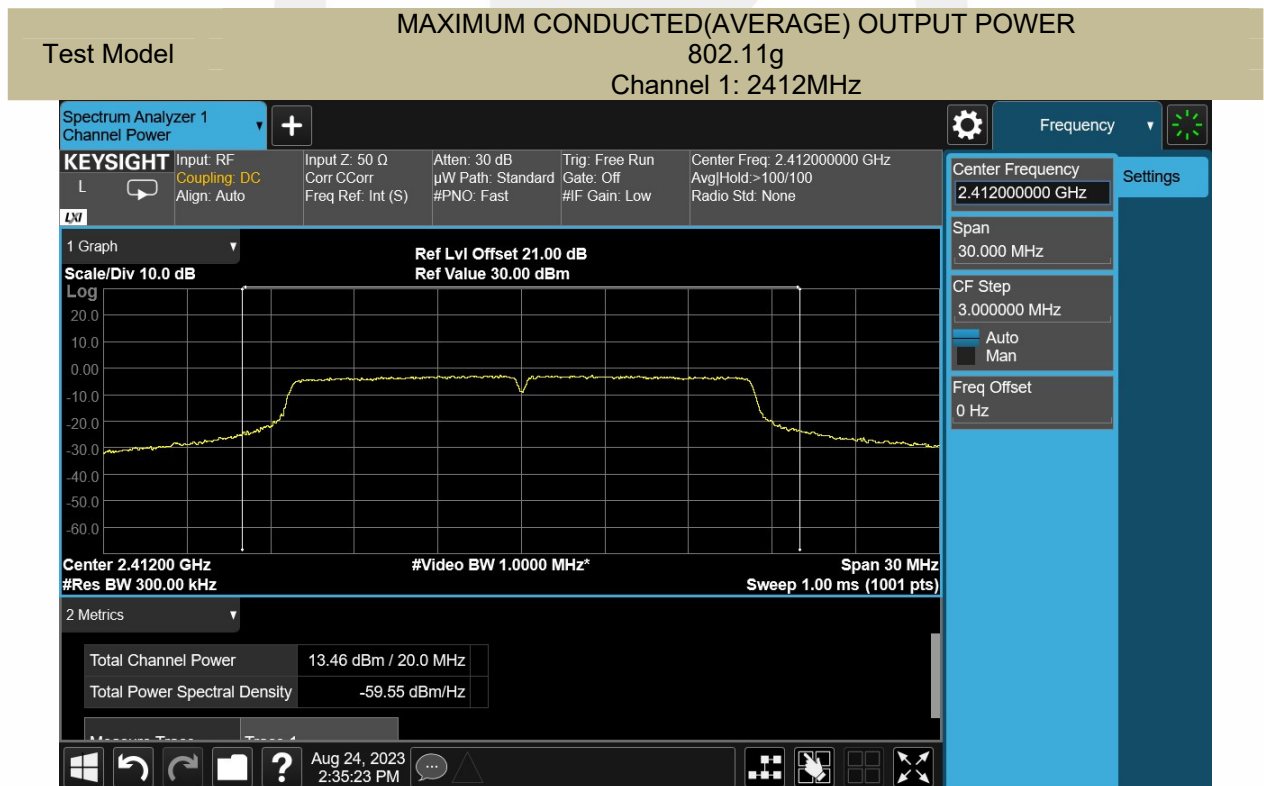 MAXIMUM CONDUCTED(AVERAGE) OUTPUT POWER
Test Model
802.11g
Channel 1: 2412MHz
Spectrum Analyzer 1
Channel Power
Frequency
KEYSIGHT
L
LXI
Input: RF
Coupling: DC
Align: Auto
Input Z: 50 Ω
Corr CCorr
Freq Ref: Int (S)
Atten: 30 dB
µW Path: Standard
#PNO: Fast
Trig: Free Run
Gate: Off
#IF Gain: Low
Center Freq: 2.412000000 GHz
Avg|Hold:>100/100
Radio Std: None
Center Frequency
2.412000000 GHz
Settings
Span
30.000 MHz
CF Step
3.000000 MHz
Auto
Man
Freq Offset
0 Hz
1 Graph
Ref Lvl Offset 21.00 dB
Scale/Div 10.0 dB
Ref Value 30.00 dBm
Log
20.0
10.0
0.00
-10.0
-20.0
-30.0
-40.0
-50.0
-60.0
Center 2.41200 GHz
#Video BW 1.0000 MHz*
Span 30 MHz
#Res BW 300.00 kHz
Sweep 1.00 ms (1001 pts)
2 Metrics
Total Channel Power 13.46 dBm / 20.0 MHz
Total Power Spectral Density -59.55 dBm/Hz
Measure Trace Trace 1
?
Aug 24, 2023
2:35:23 PM